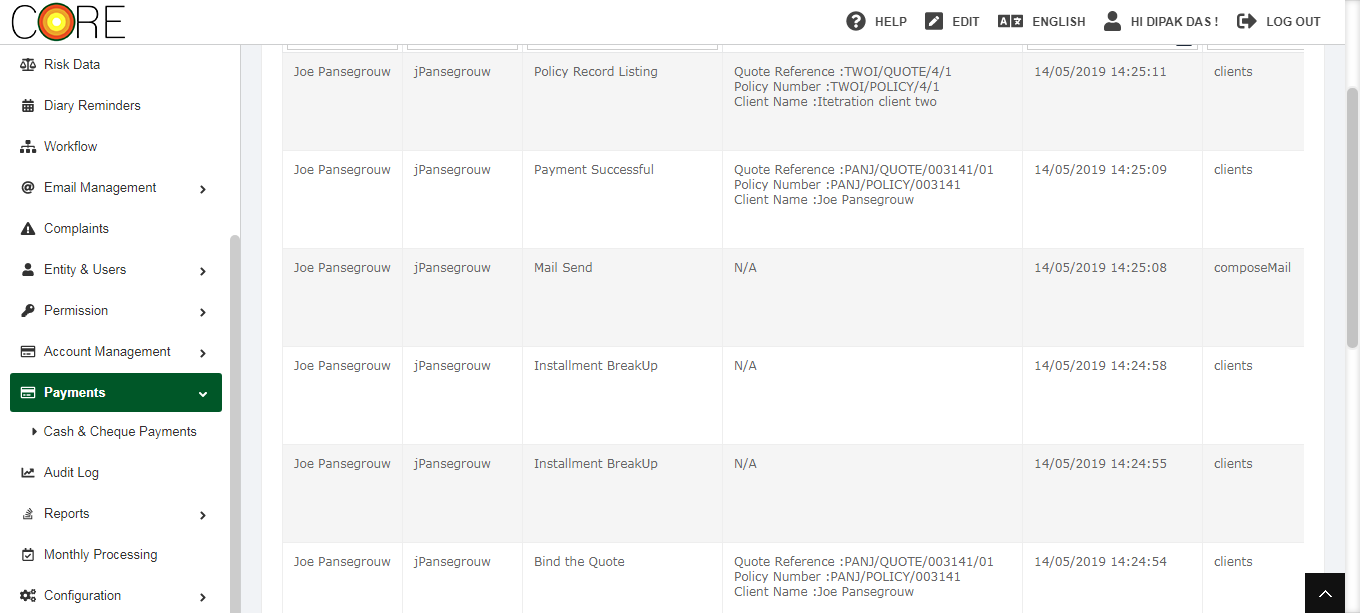 CORE
HELP
EDIT
ENGLISH
HI DIPAK DAS !
LOG OUT
Risk Data
Diary Reminders
Workflow
Email Management
Complaints
Entity & Users
Permission
Account Management
Payments
Cash & Cheque Payments
Audit Log
Reports
Monthly Processing
Configuration
Joe Pansegrouw
jPansegrouw
Policy Record Listing
Quote Reference :TWOI/QUOTE/4/1
Policy Number :TWOI/POLICY/4/1
Client Name :Itetration client two
14/05/2019 14:25:11
clients
Joe Pansegrouw
jPansegrouw
Payment Successful
Quote Reference :PANJ/QUOTE/003141/01
Policy Number :PANJ/POLICY/003141
Client Name :Joe Pansegrouw
14/05/2019 14:25:09
clients
Joe Pansegrouw
jPansegrouw
Mail Send
N/A
14/05/2019 14:25:08
composeMail
Joe Pansegrouw
jPansegrouw
Installment BreakUp
N/A
14/05/2019 14:24:58
clients
Joe Pansegrouw
jPansegrouw
Installment BreakUp
N/A
14/05/2019 14:24:55
clients
Joe Pansegrouw
jPansegrouw
Bind the Quote
Quote Reference :PANJ/QUOTE/003141/01
Policy Number :PANJ/POLICY/003141
Client Name :Joe Pansegrouw
14/05/2019 14:24:54
clients